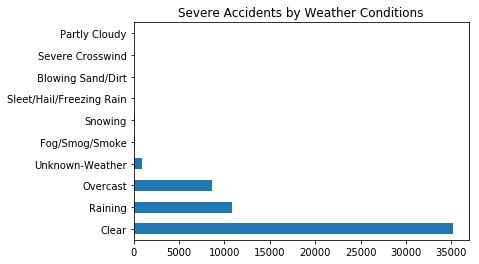 Severe Accidents by Weather Conditions
Partly Cloudy
Severe Crosswind
Blowing Sand/Dirt
Sleet/Hail/Freezing Rain
Snowing
Fog/Smog/Smoke
Unknown-Weather
Overcast
Raining
Clear
0 5000 10000 15000 20000 25000 30000 35000